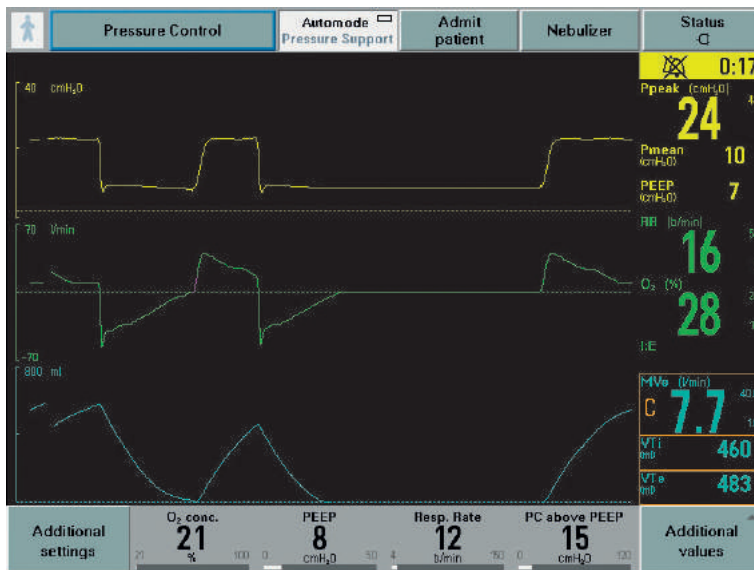 Pressure Control
Automode
Pressure Support
Admit
patient
Nebulizer
Status
0:17
40 cmH₂O
Ppeak (cmH₂O)
24
Pmean
(cmH₂O)
10
PEEP
(cmH₂O)
7
70 l/min
RR (b/min)
16
O₂ (%)
28
-70
I:E
800 ml
MVe (l/min)
C 7.7
VTi
(ml)
460
VTe
(ml)
483
Additional
settings
O₂ conc.
21
21 % 100
PEEP
8
0 cmH₂O 50
Resp. Rate
12
4 b/min 150
PC above PEEP
15
0 cmH₂O 120
Additional
values